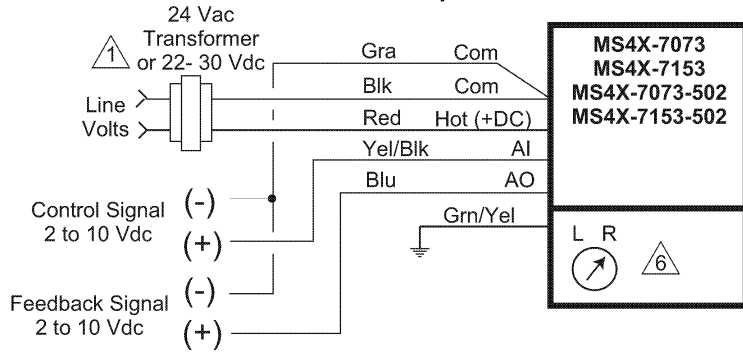 24 Vac
Transformer
or 22- 30 Vdc
1
Line
Volts
Gra Com
Blk Com
Red Hot (+DC)
Yel/Blk AI
Blu AO
Grn/Yel
MS4X-7073
MS4X-7153
MS4X-7073-502
MS4X-7153-502
L R
6
Control Signal
2 to 10 Vdc
(-)
(+)
Feedback Signal
2 to 10 Vdc
(-)
(+)